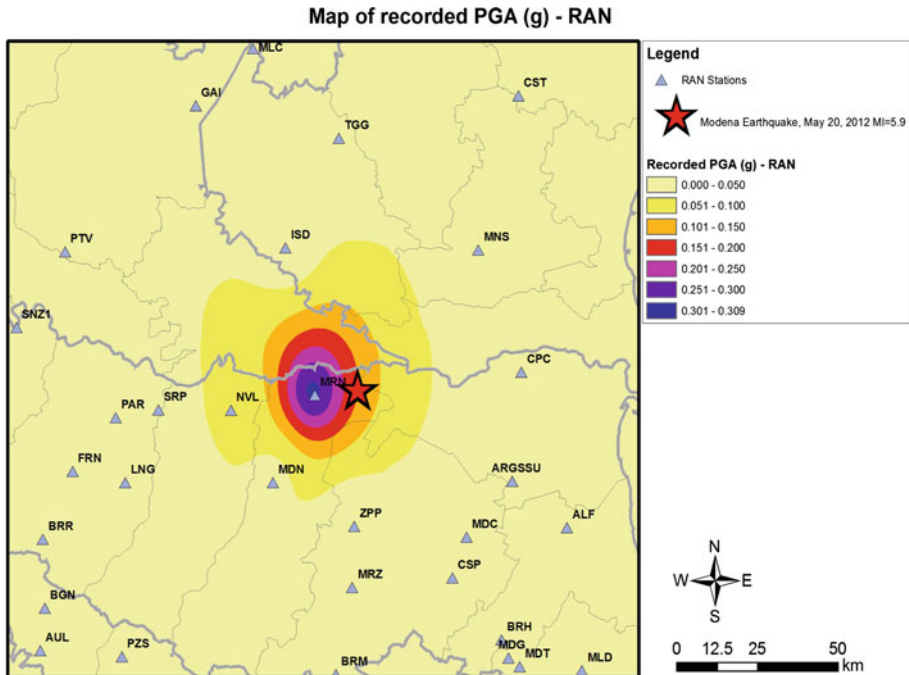 Map of recorded PGA (g) - RAN
MLC
GAI
CST
TGG
PTV
ISD
MNS
SNZ1
CPC
MRN
PAR
SRP
NVL
FRN
LNG
MDN
ARGSSU
BRR
ZPP
MDC
ALF
BGN
MRZ
CSP
AUL
PZS
BRM
BRH
MDG
MDT
MLD
Legend
RAN Stations
Modena Earthquake, May 20, 2012 Ml=5.9
Recorded PGA (g) - RAN
0.000 - 0.050
0.051 - 0.100
0.101 - 0.150
0.151 - 0.200
0.201 - 0.250
0.251 - 0.300
0.301 - 0.309
N
W E
S
0 12.5 25 50
km